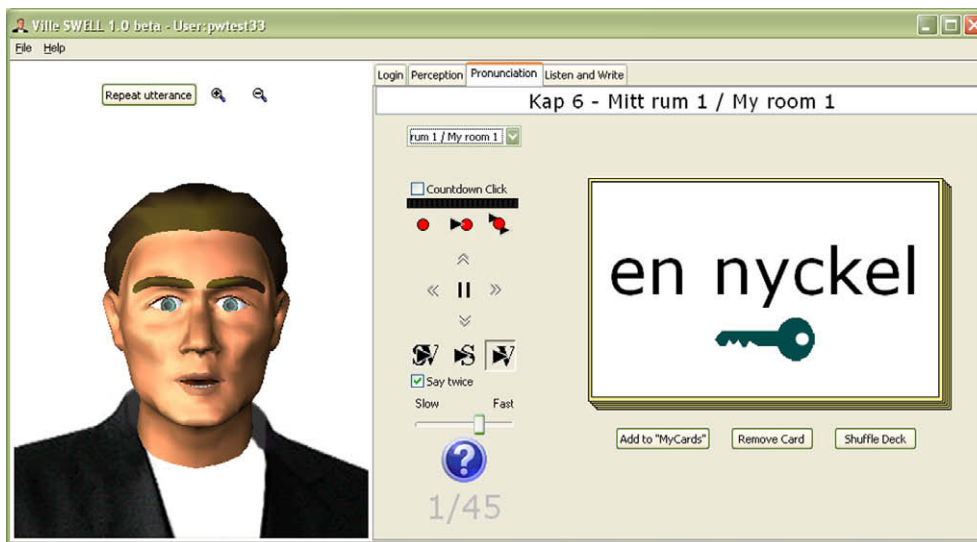 Ville SWELL 1.0 beta - User:pwtest33
File Help
Repeat utterance
Login Perception Pronunciation Listen and Write
Kap 6 - Mitt rum 1 / My room 1
rum 1 / My room 1
Countdown Click
en nyckel
S V
Say twice
Slow Fast
?
1/45
Add to "MyCards" Remove Card Shuffle Deck